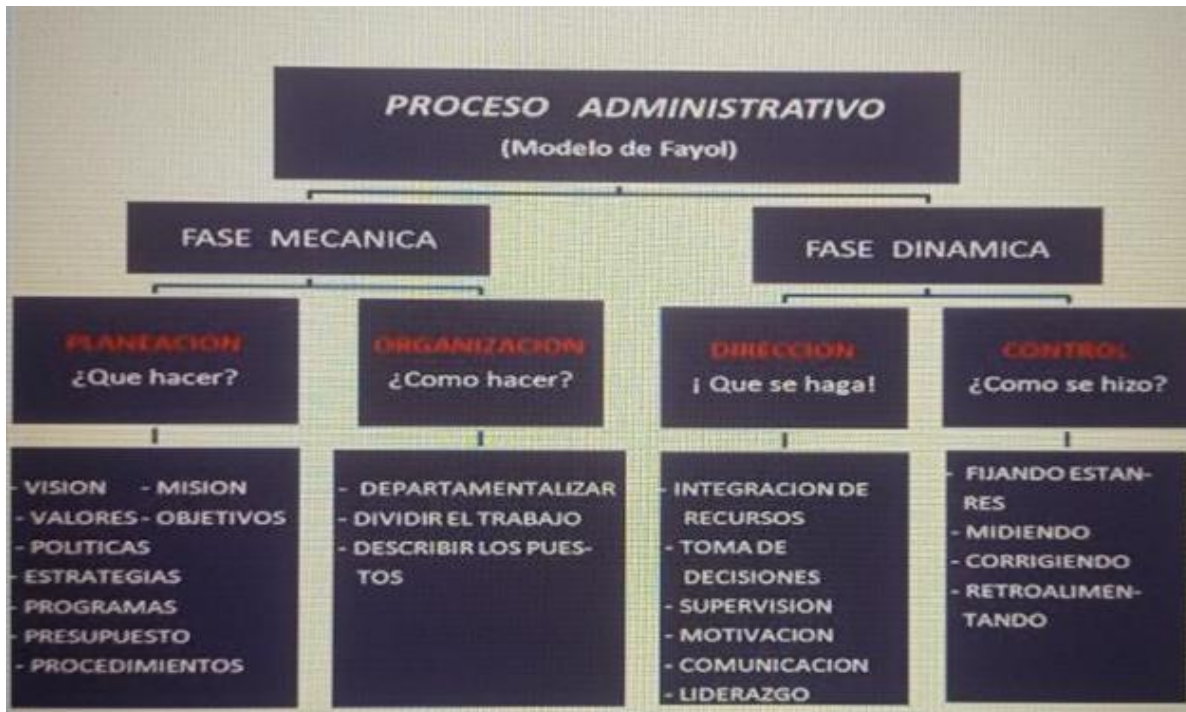 PROCESO ADMINISTRATIVO
(Modelo de Fayol)
FASE MECANICA
FASE DINAMICA
PLANEACION
¿Que hacer?
ORGANIZACION
¿Como hacer?
DIRECCION
¡ Que se haga!
CONTROL
¿Como se hizo?
- VISION - MISION
- VALORES - OBJETIVOS
- POLITICAS
- ESTRATEGIAS
- PROGRAMAS
- PRESUPUESTO
- PROCEDIMIENTOS
- DEPARTAMENTALIZAR
- DIVIDIR EL TRABAJO
- DESCRIBIR LOS PUES-
TOS
- INTEGRACION DE
RECURSOS
- TOMA DE
DECISIONES
- SUPERVISION
- MOTIVACION
- COMUNICACION
- LIDERAZGO
- FIJANDO ESTAN-
RES
- MIDIENDO
- CORRIGIENDO
- RETROALIMEN-
TANDO